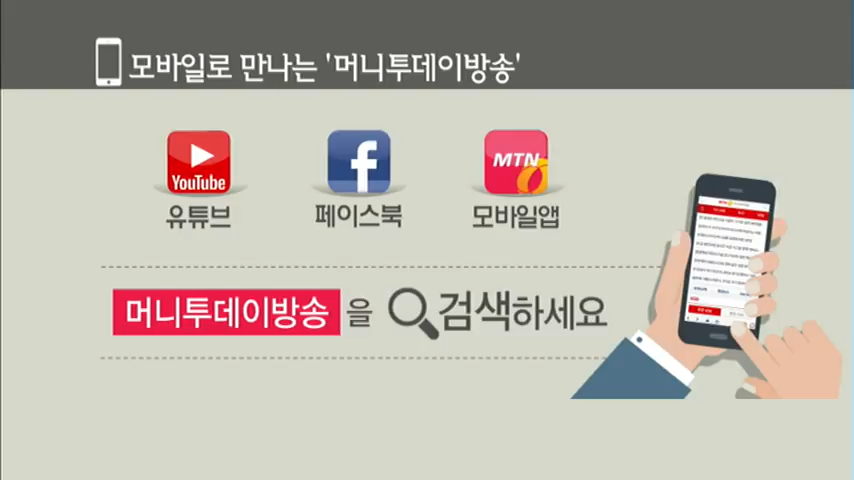 모바일로 만나는 '머니투데이방송'
YouTube
MTN
유튜브
페이스북
모바일앱
머니투데이방송을 검색하세요